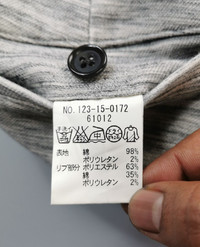 NO. 123-15-0172
61012
表地 綿 98%
ポリウレタン 2%
リブ部分 ポリエステル 63%
綿 35%
ポリウレタン 2%